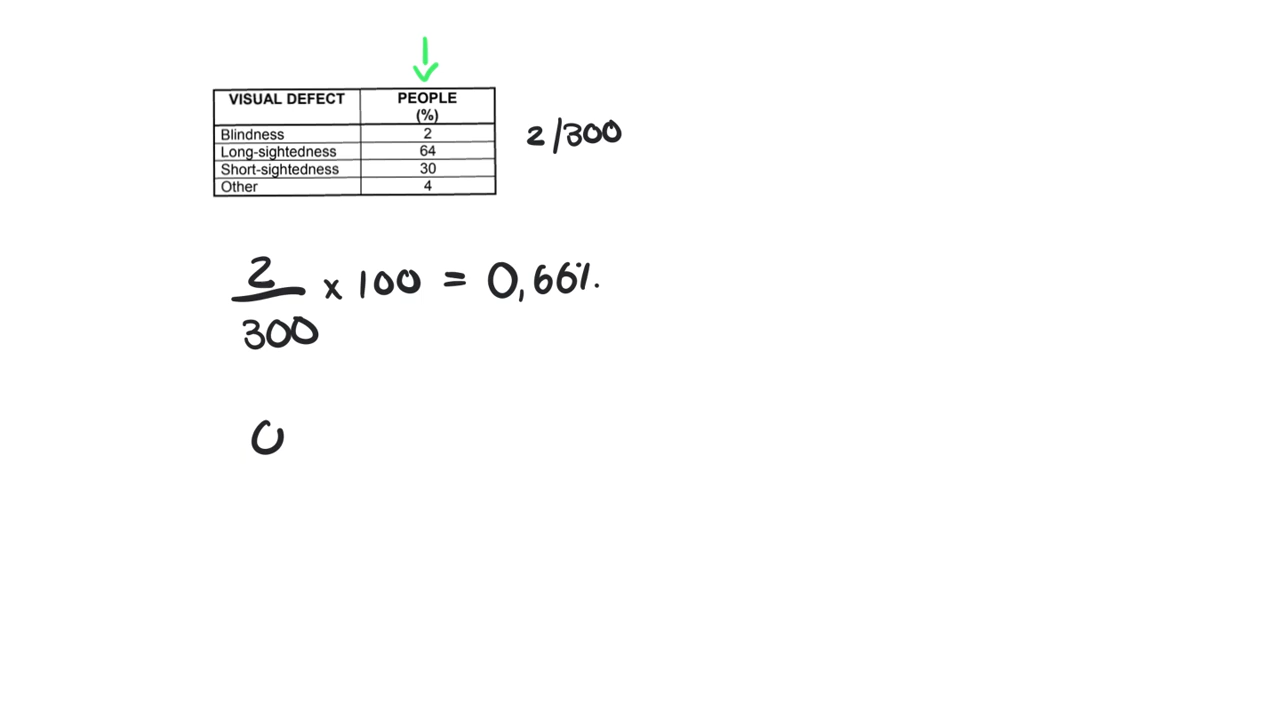 VISUAL DEFECT PEOPLE (%)
Blindness 2
Long-sightedness 64
Short-sightedness 30
Other 4
2/300
2/300 x 100 = 0,66%.
0